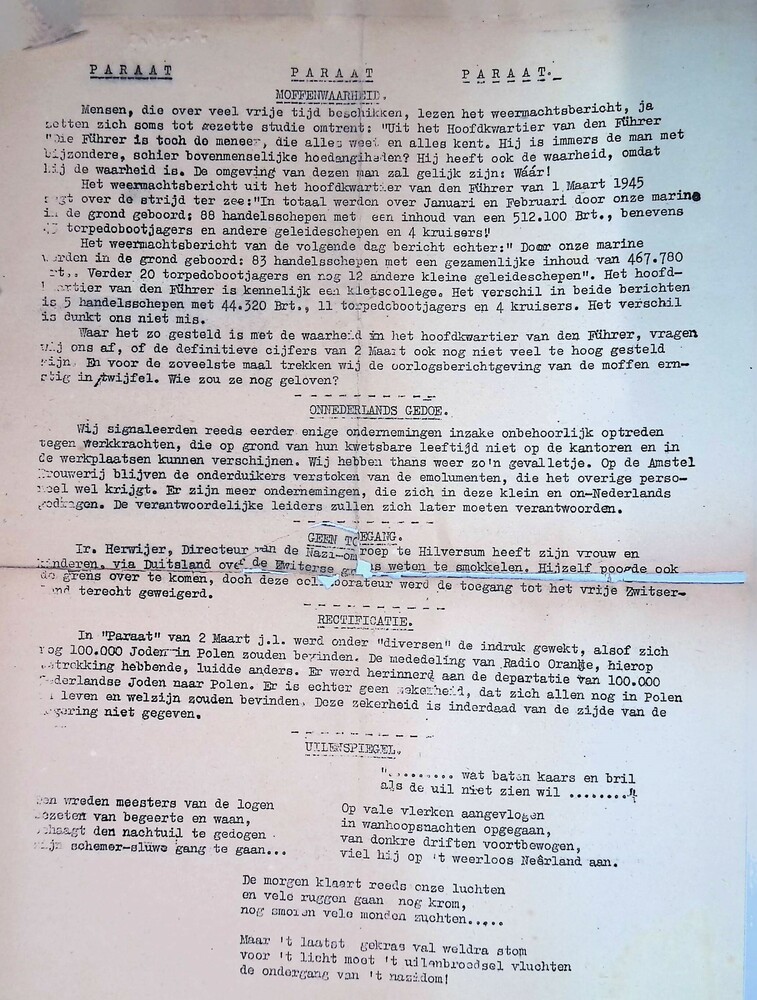 PARAAT PARAAT PARAAT.
MOFFENWAARHEID.
Mensen, die over veel vrije tijd beschikken, lezen het weermachtsbericht, ja
zetten zich soms tot gezette studie omtrent: "Uit het Hoofdkwartier van den Führer
"Die Führer is toch de meneer, die alles weet en alles kent. Hij is immers de man met
bijzondere, schier bovenmenselijke hoedanigheden? Hij heeft ook de waarheid, omdat
hij de waarheid is. De omgeving van dezen man zal gelijk zijn: Wáár!
Het weermachtsbericht uit het hoofdkwartier van den Führer van 1 Maart 1945
zegt over de strijd ter zee:"In totaal werden over Januari en Februari door onze marine
in de grond geboord: 88 handelsschepen met een inhoud van een 512.100 Brt., benevens
torpedobootjagers en andere geleideschepen en 4 kruisers!'
Het weermachtsbericht van de volgende dag bericht echter:" Door onze marine
werden in de grond geboord: 83 handelsschepen met een gezamenlijke inhoud van 467.780
Verder 20 torpedobootjagers en nog 12 andere kleine geleideschepen". Het hoofd-
kwartier van den Führer is kennelijk een kletscollege. Het verschil in beide berichten
is 5 handelsschepen met 44.320 Brt., 11 torpedobootjagers en 4 kruisers. Het verschil
is dunkt ons niet mis.
Waar het zo gesteld is met de waarheid in het hoofdkwartier van den Führer, vragen
wij ons af, of de definitieve cijfers van 2 Maart ook nog niet veel te hoog gesteld
zijn. En voor de zoveelste maal trekken wij de oorlogsberichtgeving van de moffen ern-
stig in twijfel. Wie zou ze nog geloven?
ONNEDERLANDS GEDOE.
Wij signaleerden reeds eerder enige ondernemingen inzake onbehoorlijk optreden
tegen werkkrachten, die op grond van hun kwetsbare leeftijd niet op de kantoren en in
de werkplaatsen kunnen verschijnen. Wij hebben thans weer zo'n gevalletje. Op de Amstel
Brouwerij blijven de onderduikers verstoken van de emolumenten, die het overige perso-
neel wel krijgt. Er zijn meer ondernemingen, die zich in deze klein en on-Nederlands
gedragen. De verantwoordelijke leiders zullen zich later moeten verantwoorden.
GEEN TOEGANG.
Ir. Herwijer, Directeur van de Nazi-omroep te Hilversum heeft zijn vrouw en
kinderen. via Duitsland over de Zwiterse grens weten te smokkelen. Hijzelf poogde ook
de grens over te komen, doch deze collaborateur werd de toegang tot het vrije Zwitser-
land terecht geweigerd.
RECTIFICATIE.
In "Paraat" van 2 Maart j.l. werd onder "diversen" de indruk gewekt, alsof zich
nog 100.000 Joden in Polen zouden bevinden. De mededeling van Radio Oranje, hierop
betrekking hebbende, luidde anders. Er werd herinnerd aan de departatie van 100.000
Nederlandse Joden naar Polen. Er is echter geen zekerheid, dat zich allen nog in Polen
in leven en welzijn zouden bevinden. Deze zekerheid is inderdaad van de zijde van de
regering niet gegeven.
UILENSPIEGEL.
"......... wat baten kaars en bril
als de uil niet zien wil ........"
wreden meesters van de logen
bezeten van begeerte en waan,
behaagt den nachtuil te gedogen
zijn schemer-sluwe gang te gaan...
Op vale vlerken aangevlogen
in wanhoopsnachten opgegaan,
van donkre driften voortbewogen,
viel hij op 't weerloos Neêrland aan.
De morgen klaart reeds onze luchten
en vele ruggen gaan nog krom,
nog smoren vele monden zuchten.....
Maar 't laatst gekras val weldra stom
voor 't licht moet 't uilenbroedsel vluchten
de ondergang van 't nazidom!